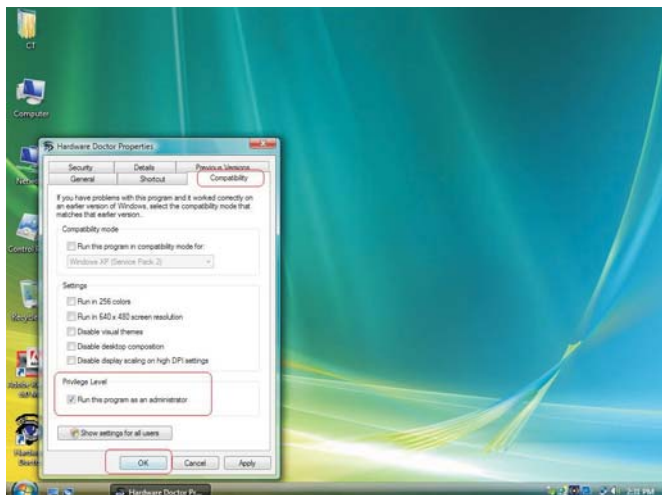 CT
Computer
Hardware Doctor Properties
Security Details Previous Versions
General Shortcut Compatibility
If you have problems with this program and it worked correctly on
an earlier version of Windows, select the compatibility mode that
matches that earlier version.
Compatibility mode
Run this program in compatibility mode for:
Windows XP (Service Pack 2)
Settings
Run in 256 colors
Run in 640 x 480 screen resolution
Disable visual themes
Disable desktop composition
Disable display scaling on high DPI settings
Privilege Level
Run this program as an administrator
Show settings for all users
OK Cancel Apply
Hardware Doctor Pr...
2:31 PM